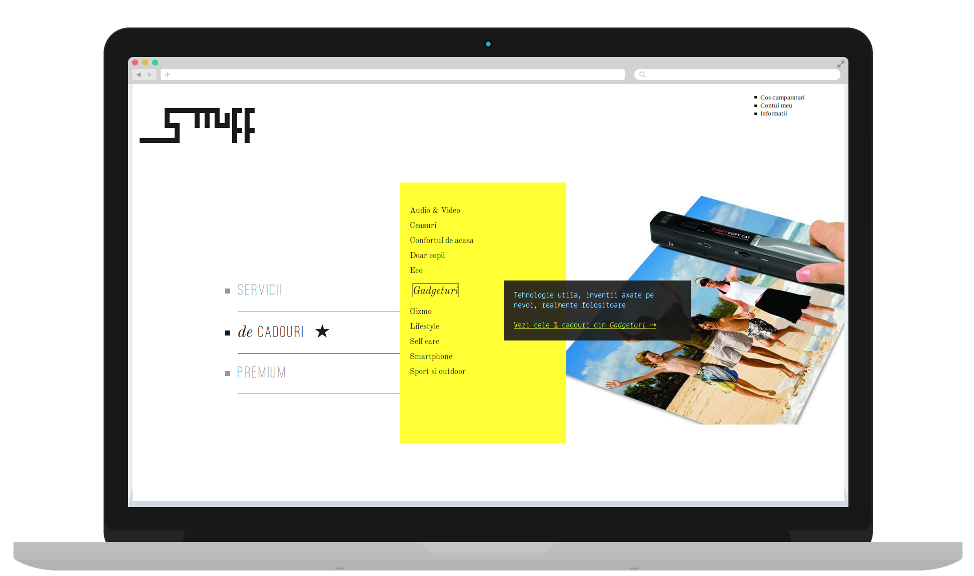 STUFF
Cos cumparaturi
Contul meu
Informatii
Audio & Video
Ceasuri
Confortul de acasa
Doar copii
Eco
Gadgeturi
Gizmo
Lifestyle
Self care
Smartphone
Sport si outdoor
SERVICII
de CADOURI
PREMIUM
Tehnologie utila, inventii axate pe
nevoi, realmente folositoare
Vezi cele 1 cadouri din Gadgeturi →